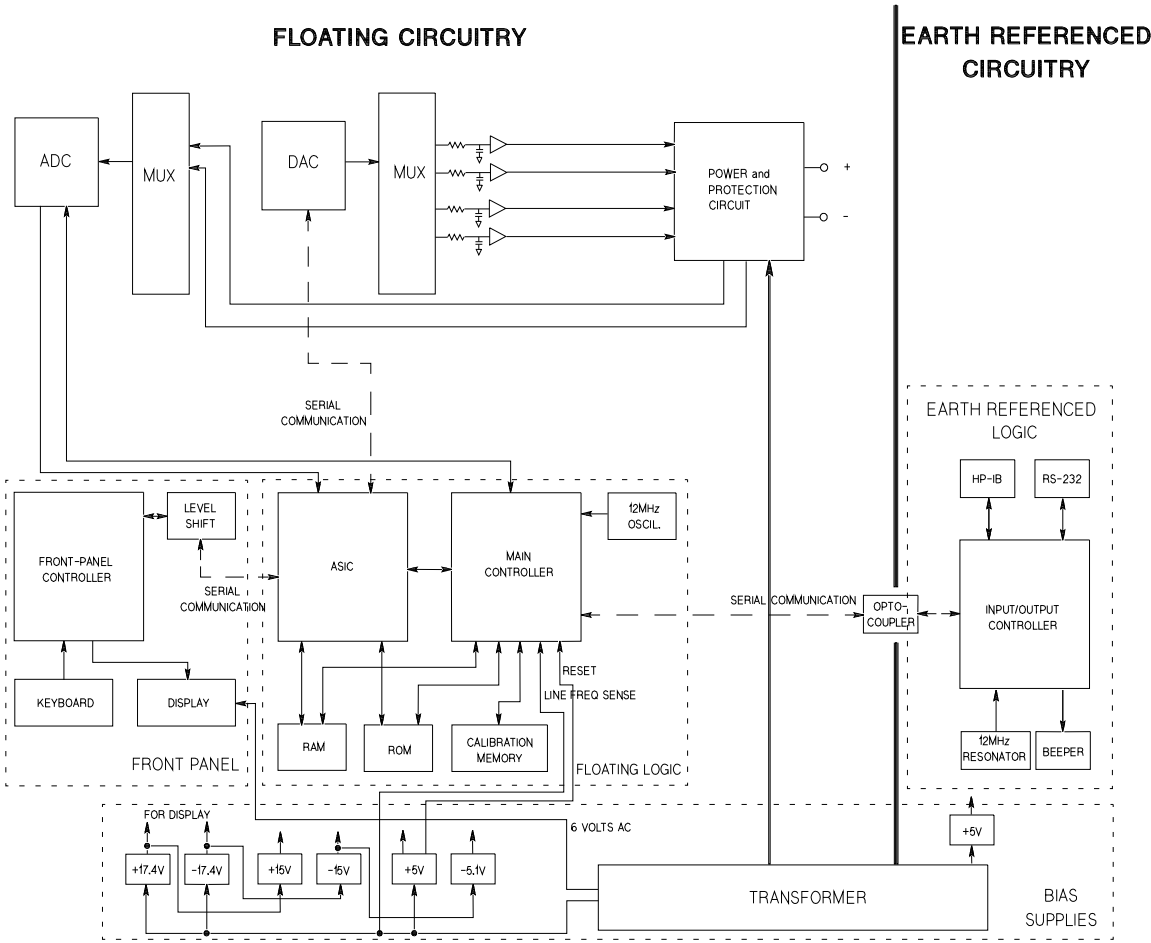 FLOATING CIRCUITRY
EARTH REFERENCED
CIRCUITRY
ADC
MUX
DAC
MUX
POWER and
PROTECTION
CIRCUIT
+
-
SERIAL
COMMUNICATION
EARTH REFERENCED
LOGIC
HP-IB
RS-232
LEVEL
SHIFT
12MHz
OSCIL.
FRONT-PANEL
CONTROLLER
ASIC
MAIN
CONTROLLER
SERIAL
COMMUNICATION
SERIAL COMMUNICATION
OPTO-
COUPLER
INPUT/OUTPUT
CONTROLLER
RESET
LINE FREQ SENSE
KEYBOARD
DISPLAY
RAM
ROM
CALIBRATION
MEMORY
12MHz
RESONATOR
BEEPER
FRONT PANEL
FLOATING LOGIC
FOR DISPLAY
6 VOLTS AC
+5V
+17.4V
-17.4V
+15V
-15V
+5V
-5.1V
TRANSFORMER
BIAS
SUPPLIES